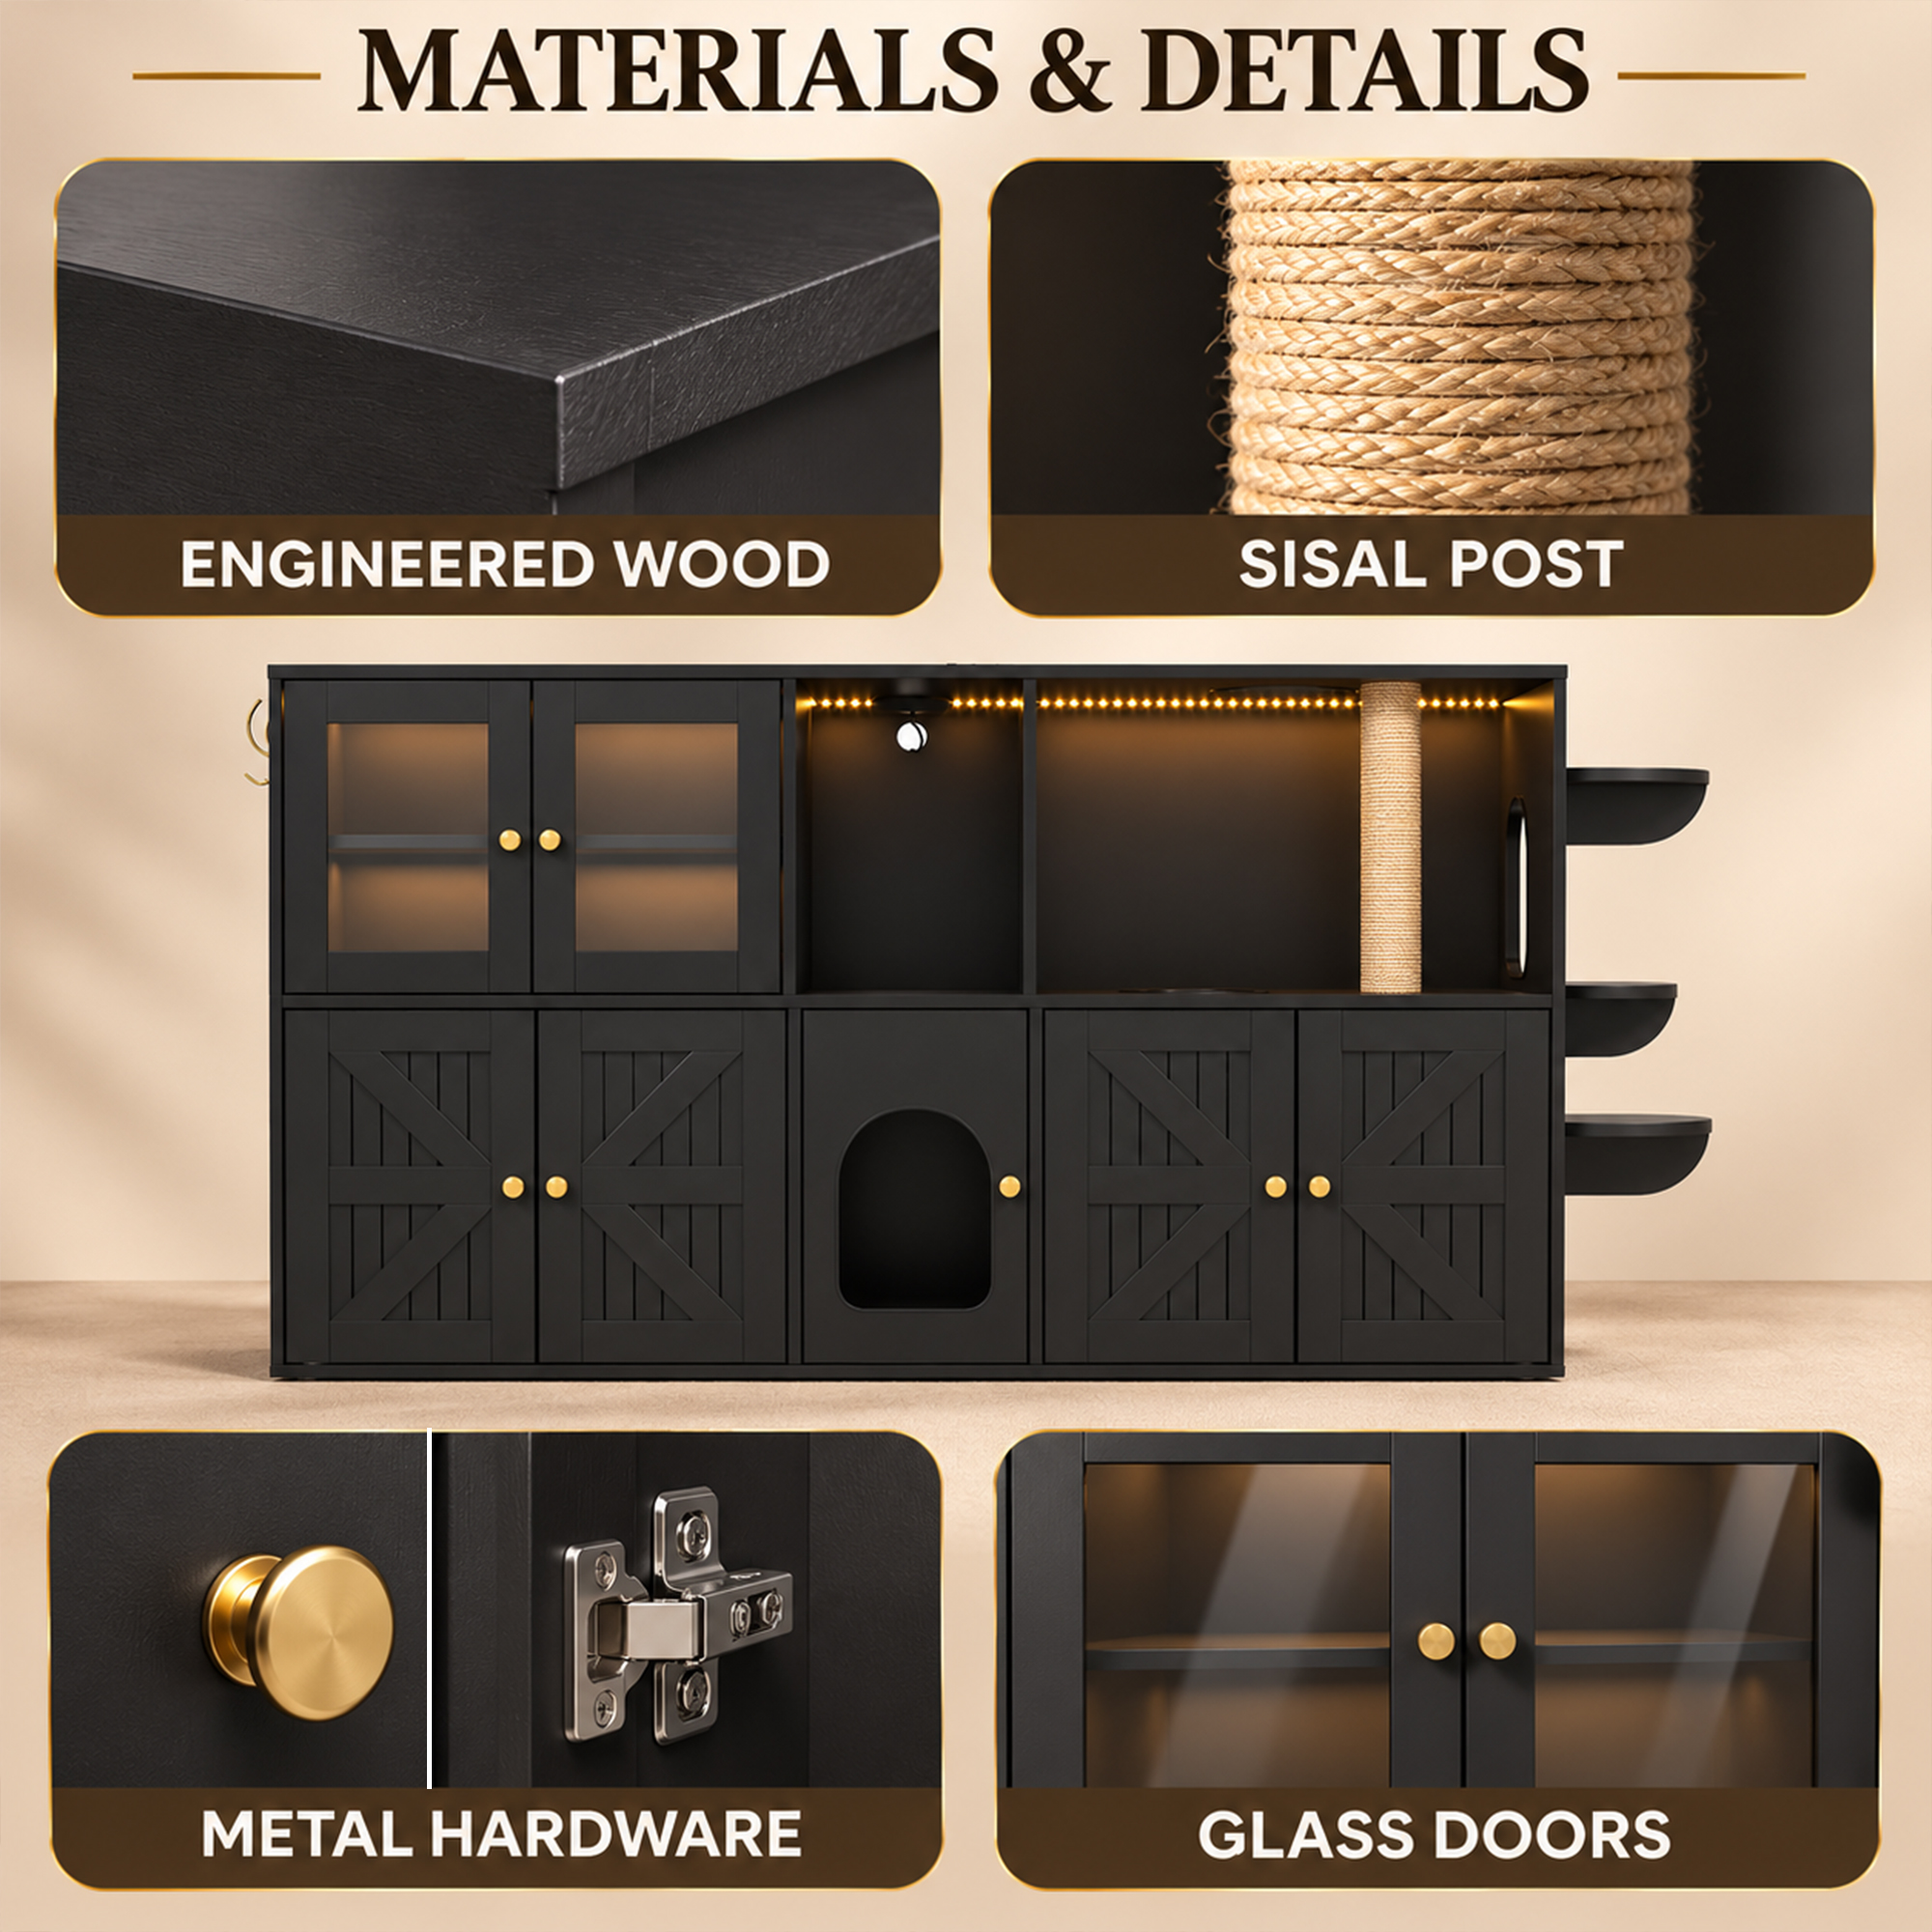 MATERIALS & DETAILS
ENGINEERED WOOD
SISAL POST
METAL HARDWARE
GLASS DOORS